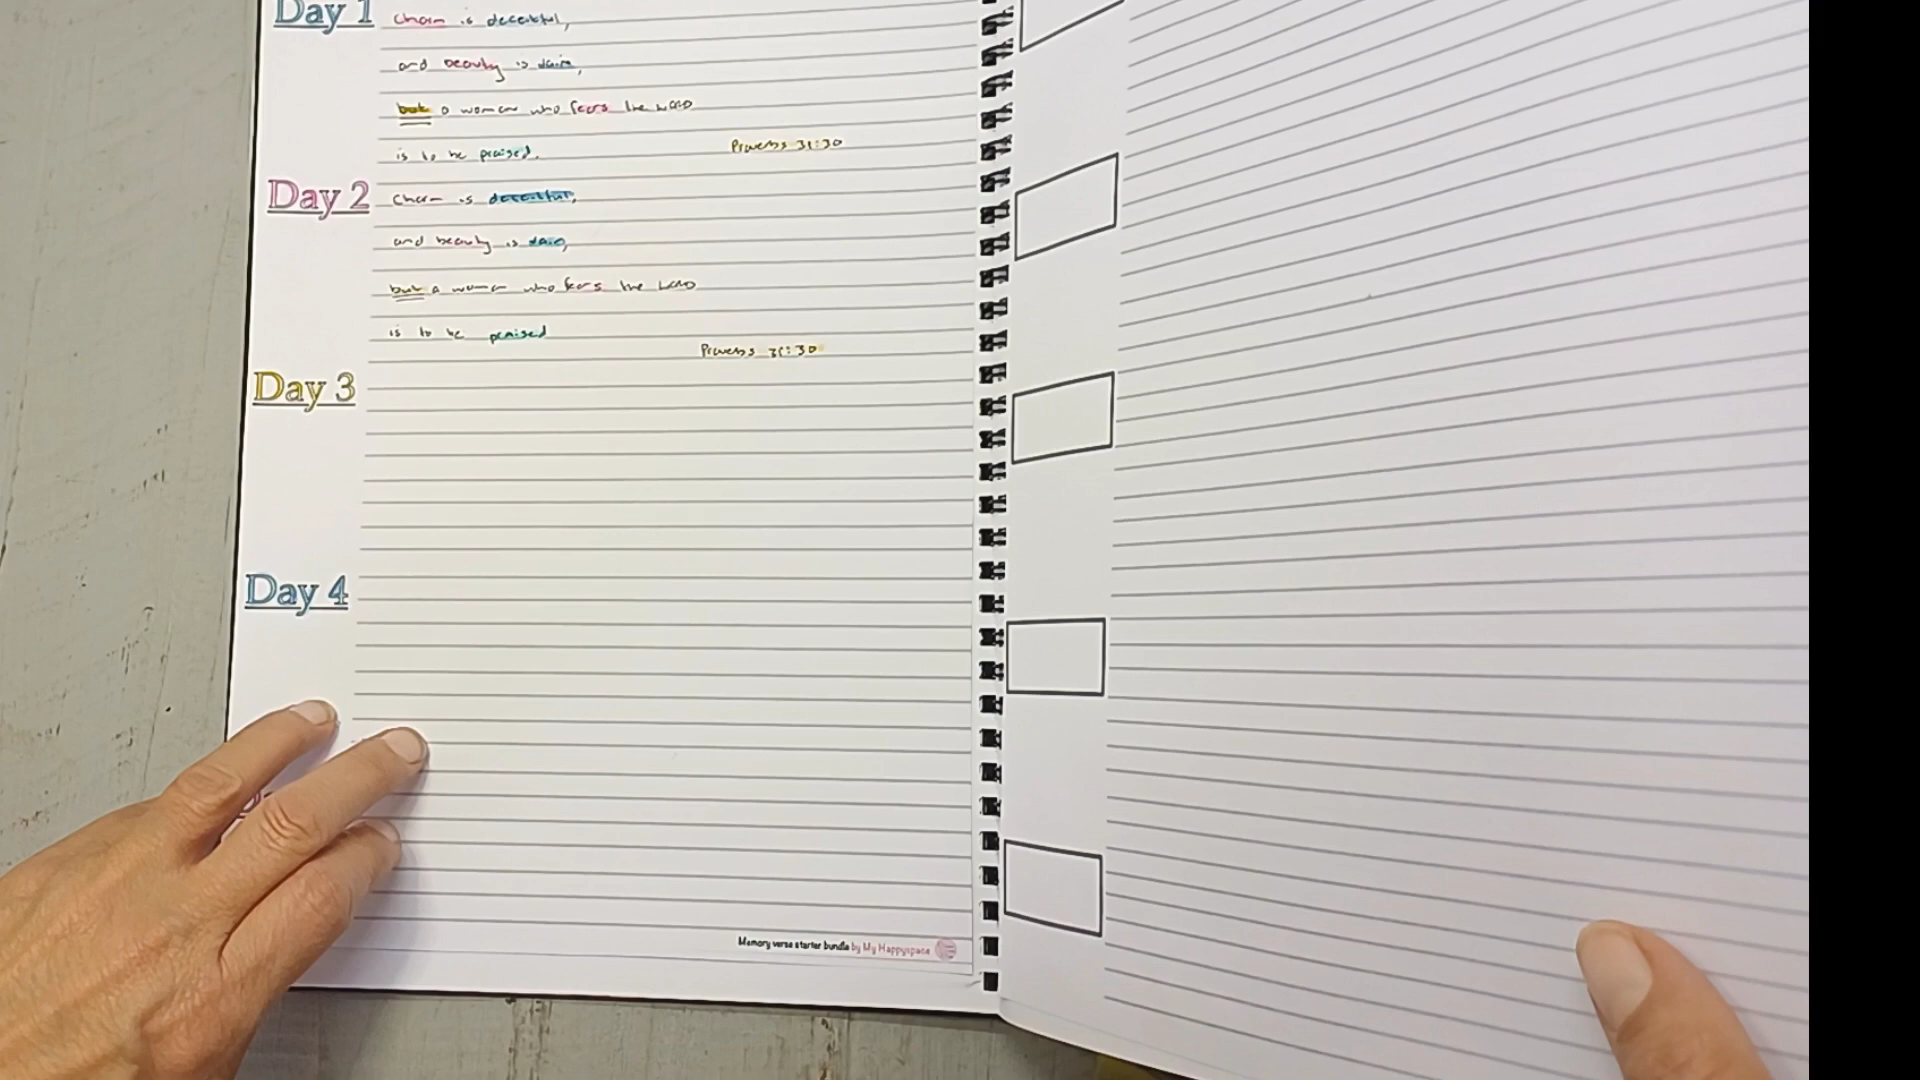 Day 1
Charm is deceitful,
and beauty is vain,
but a woman who fears the LORD
is to be praised.
Proverbs 31:30
Day 2
Charm is deceitful,
and beauty is vain,
but a woman who fears the LORD
is to be praised
Proverbs 31:30
Day 3
Day 4
Memory verse starter bundle by My Happyspace